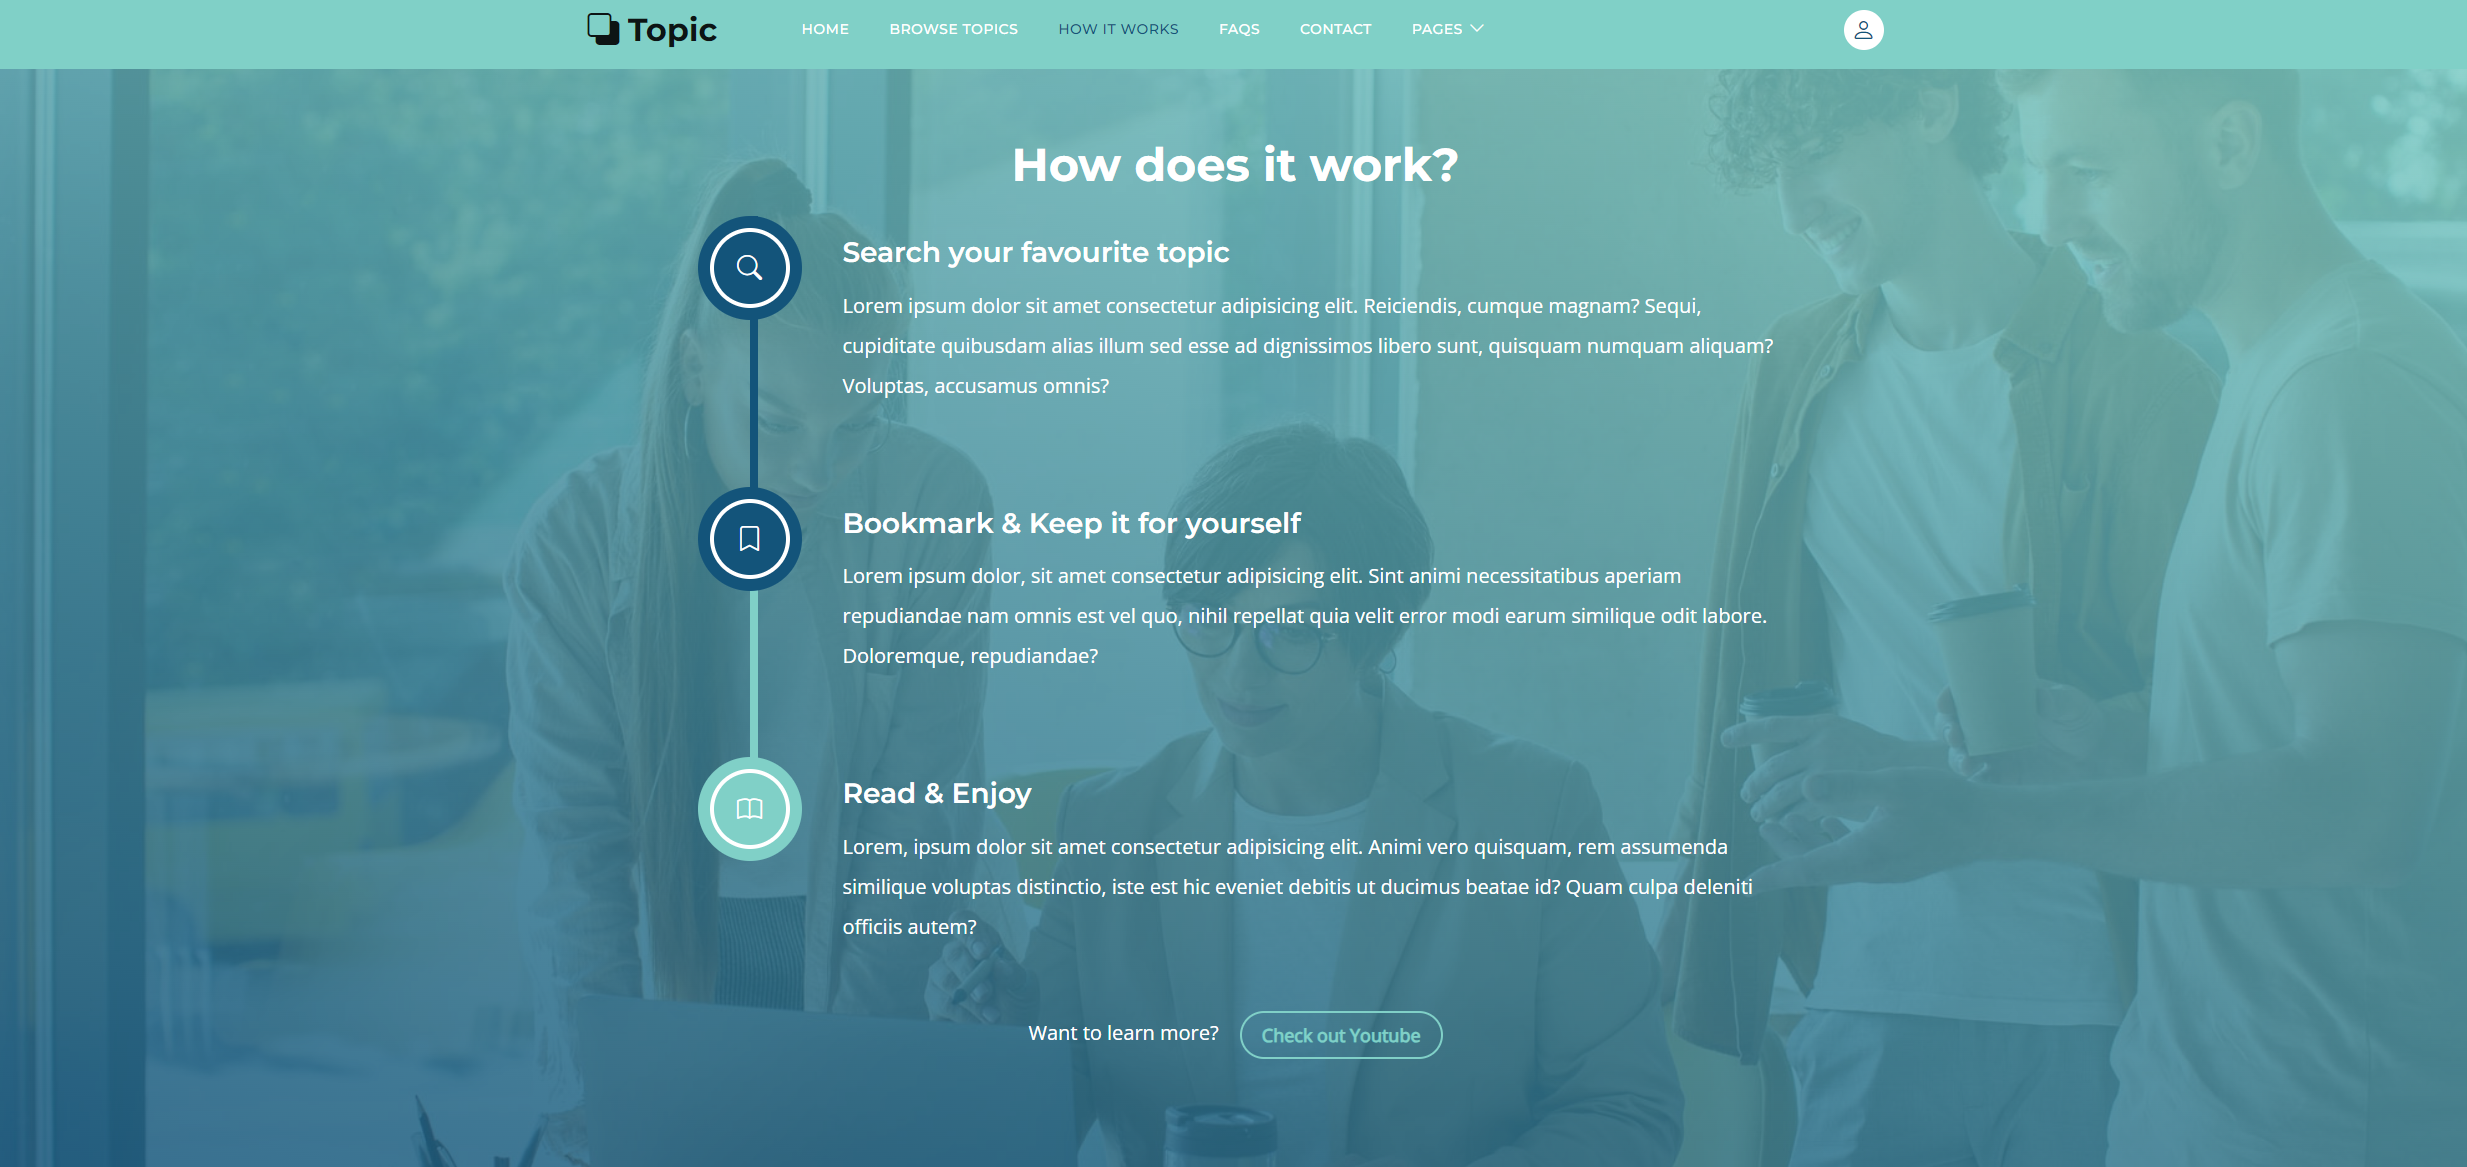 Topic
HOME
BROWSE TOPICS
HOW IT WORKS
FAQS
CONTACT
PAGES
How does it work?
Search your favourite topic
Lorem ipsum dolor sit amet consectetur adipisicing elit. Reiciendis, cumque magnam? Sequi,
cupiditate quibusdam alias illum sed esse ad dignissimos libero sunt, quisquam numquam aliquam?
Voluptas, accusamus omnis?
Bookmark & Keep it for yourself
Lorem ipsum dolor, sit amet consectetur adipisicing elit. Sint animi necessitatibus aperiam
repudiandae nam omnis est vel quo, nihil repellat quia velit error modi earum similique odit labore.
Doloremque, repudiandae?
Read & Enjoy
Lorem, ipsum dolor sit amet consectetur adipisicing elit. Animi vero quisquam, rem assumenda
similique voluptas distinctio, iste est hic eveniet debitis ut ducimus beatae id? Quam culpa deleniti
officiis autem?
Want to learn more?
Check out Youtube